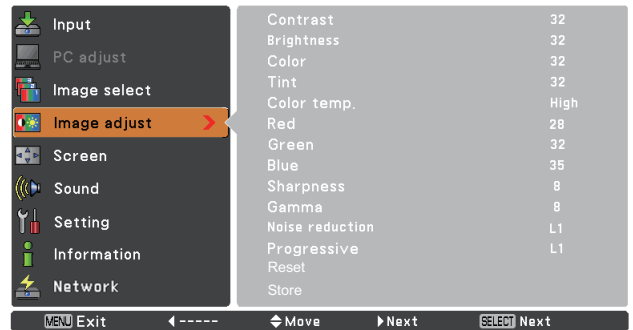 Input
PC adjust
Image select
Image adjust
Screen
Sound
Setting
Information
Network
Contrast 32
Brightness 32
Color 32
Tint 32
Color temp. High
Red 28
Green 32
Blue 35
Sharpness 8
Gamma 8
Noise reduction L1
Progressive L1
Reset
Store
MENU Exit ◀ ----- Move ▶ Next SELECT Next